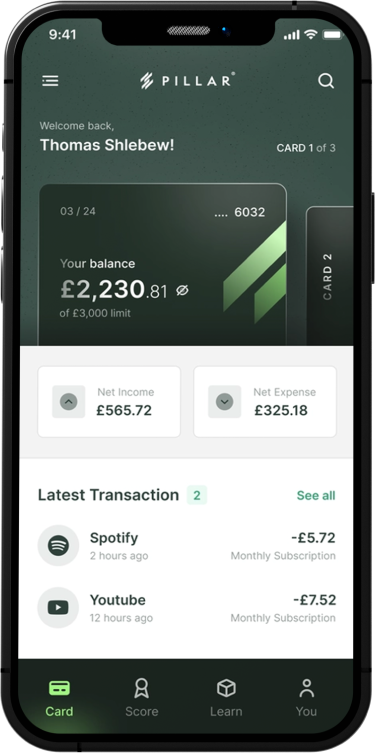 9:41
PILLAR®
Welcome back,
Thomas Shlebew!
CARD 1 of 3
03 / 24
.... 6032
Your balance
£2,230.81
of £3,000 limit
CARD 2
Net Income
£565.72
Net Expense
£325.18
Latest Transaction 2
See all
Spotify
-£5.72
2 hours ago
Monthly Subscription
Youtube
-£7.52
12 hours ago
Monthly Subscription
Card
Score
Learn
You